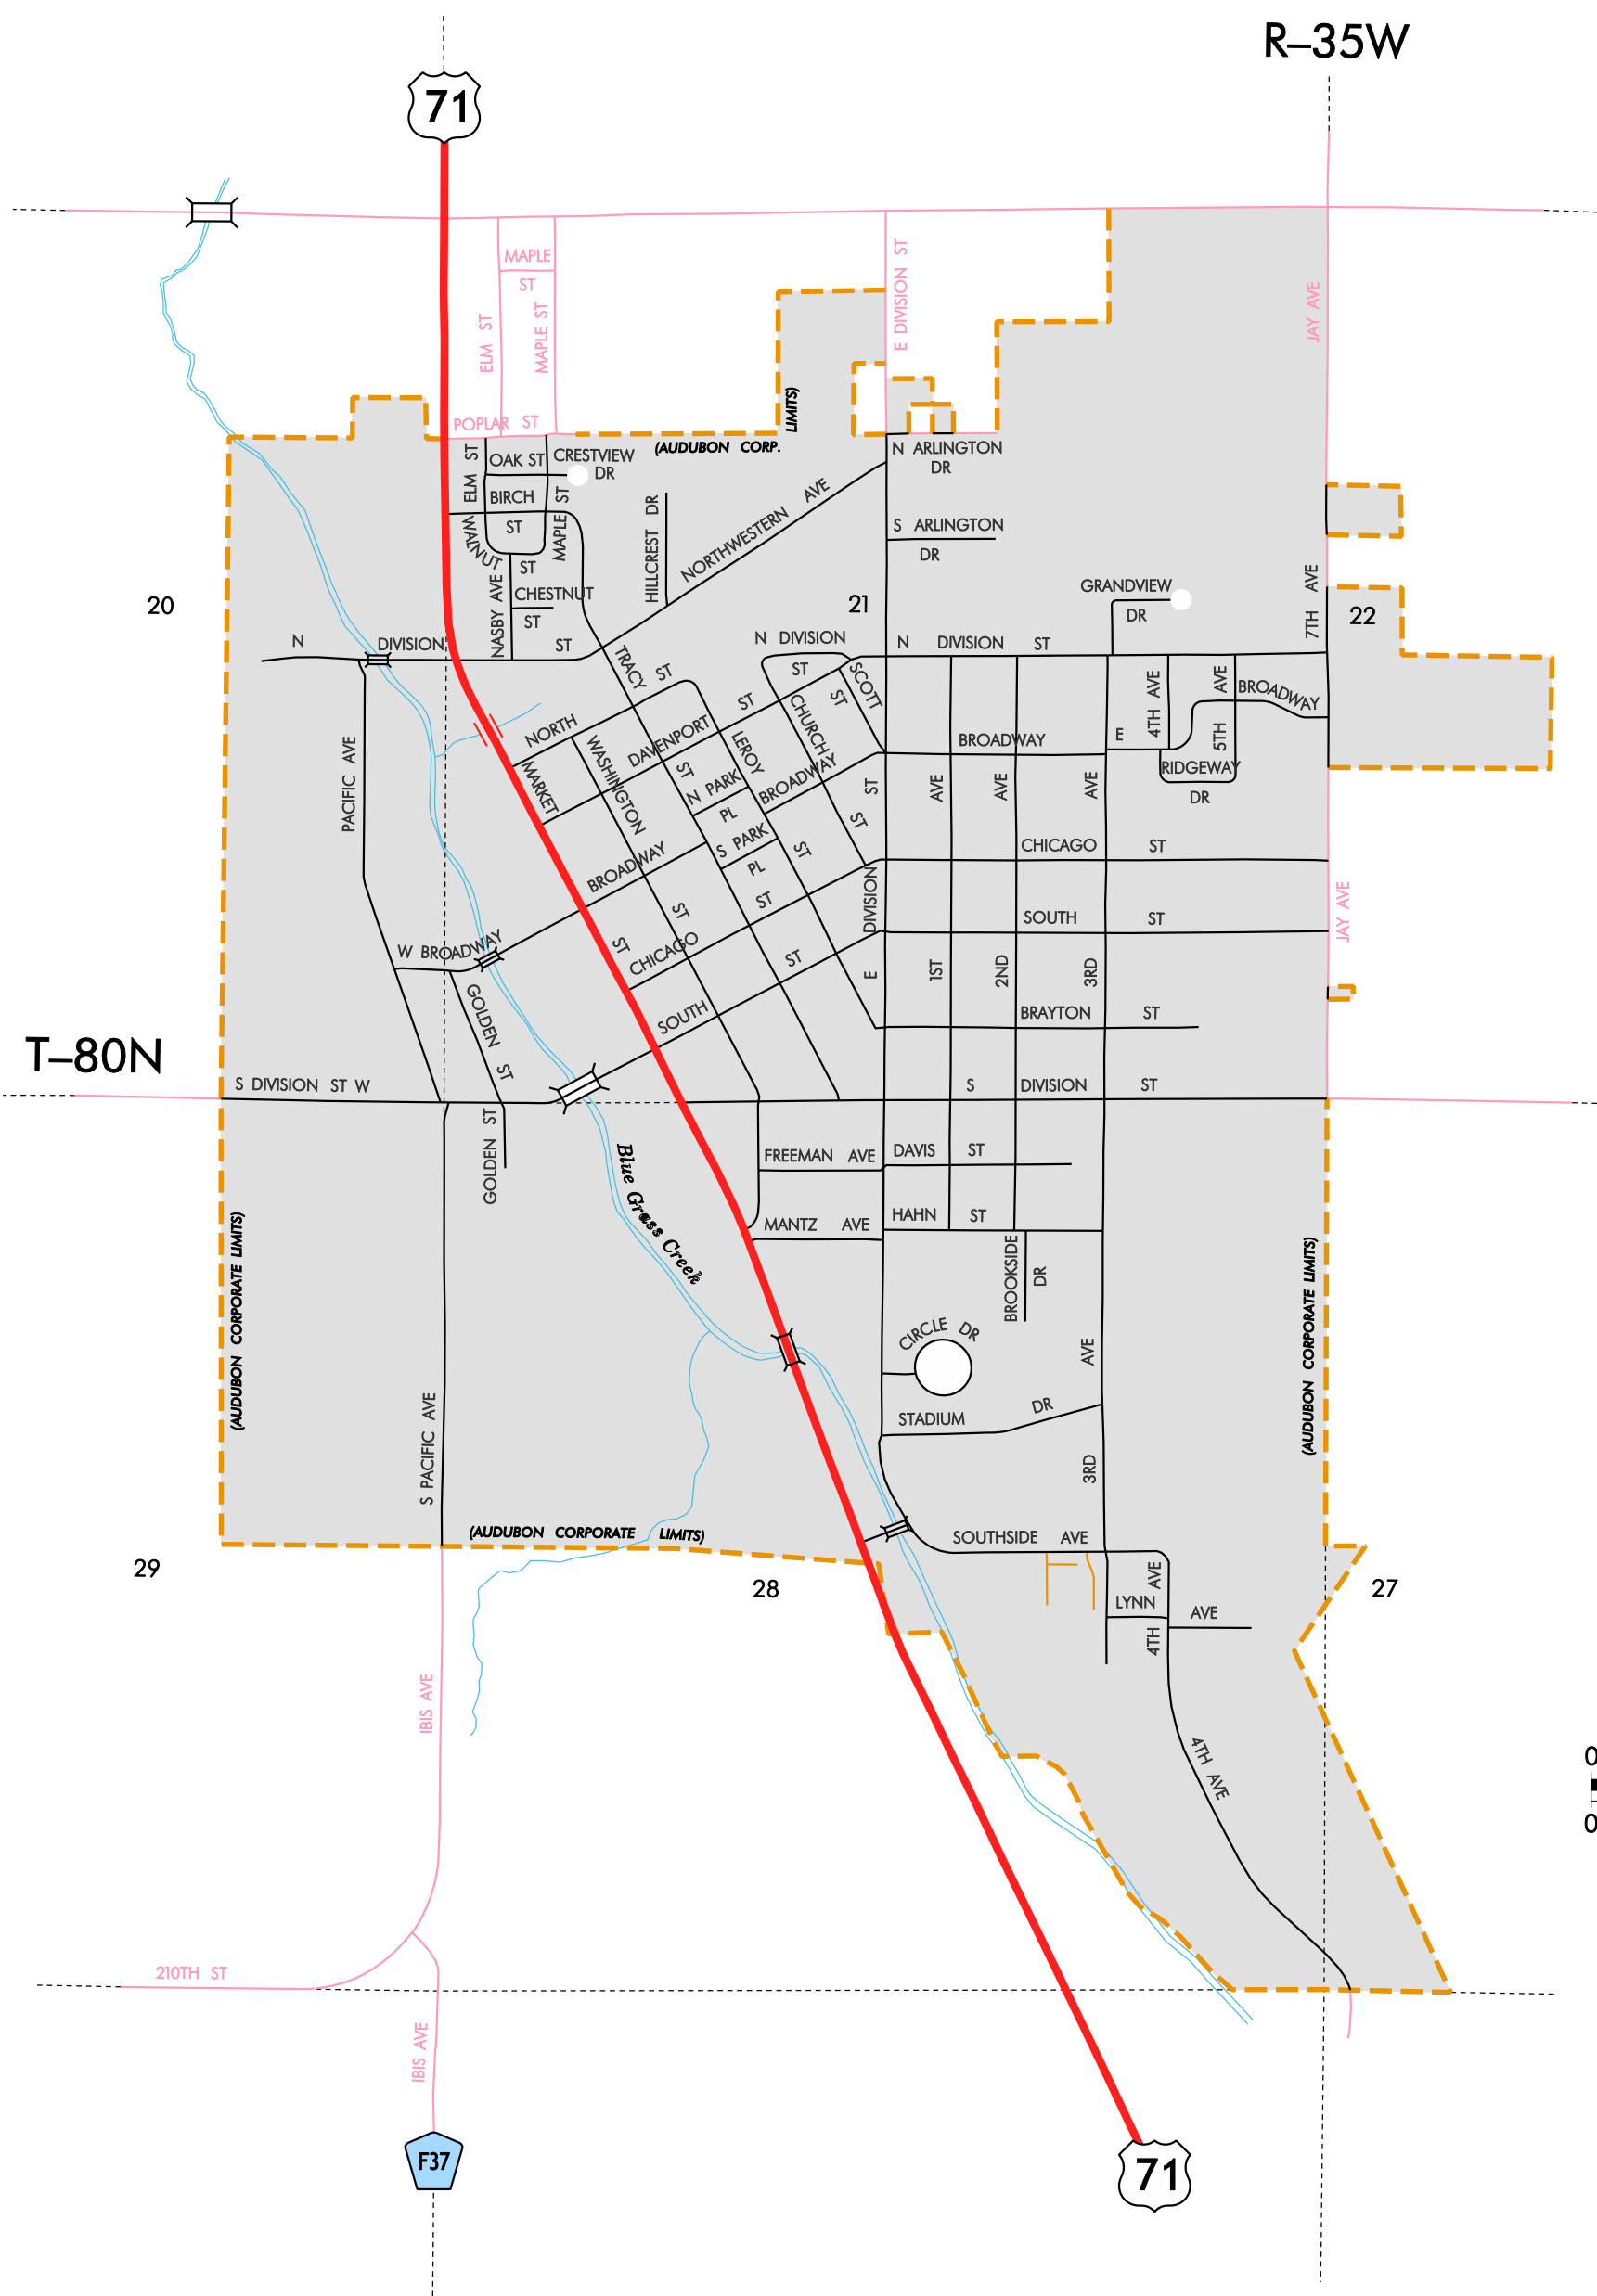 R–35W
71
MAPLE
ST
ELM ST
MAPLE ST
E DIVISION ST
JAY AVE
POPLAR ST
(AUDUBON CORP.
LIMITS)
N ARLINGTON
DR
ELM ST
OAK ST
CRESTVIEW
DR
BIRCH
ST
MAPLE ST
WALNUT
ST
HILLCREST DR
NORTHWESTERN AVE
S ARLINGTON
DR
NASBY AVE
CHESTNUT
ST
GRANDVIEW
DR
7TH AVE
20
21
22
N DIVISION ST
N DIVISION
ST
N DIVISION ST
TRACY
ST
SCOTT
ST
4TH AVE
5TH AVE
BROADWAY
NORTH ST
DAVENPORT ST
CHURCH
ST
LEROY
ST
BROADWAY
E
RIDGEWAY
DR
PACIFIC AVE
MARKET
ST
WASHINGTON
ST
N PARK
PL
BROADWAY
ST
S PARK
PL
1ST AVE
2ND AVE
3RD AVE
CHICAGO ST
BROADWAY
E DIVISION
SOUTH ST
JAY AVE
W BROADWAY
CHICAGO ST
GOLDEN ST
SOUTH ST
BRAYTON ST
T–80N
S DIVISION ST W
S DIVISION ST
GOLDEN ST
FREEMAN AVE
DAVIS ST
Blue Grass Creek
MANTZ AVE
HAHN ST
BROOKSIDE
DR
(AUDUBON CORPORATE LIMITS)
(AUDUBON CORPORATE LIMITS)
CIRCLE DR
AVE
STADIUM DR
S PACIFIC AVE
3RD
(AUDUBON CORPORATE LIMITS)
SOUTHSIDE AVE
29
28
27
LYNN AVE
4TH AVE
IBIS AVE
4TH AVE
0
0
210TH ST
IBIS AVE
F37
71